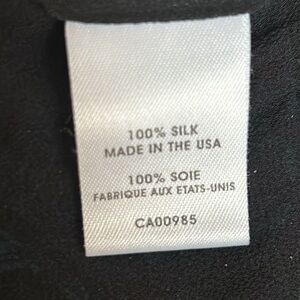 100% SILK
MADE IN THE USA
100% SOIE
FABRIQUE AUX ETATS-UNIS
CA00985